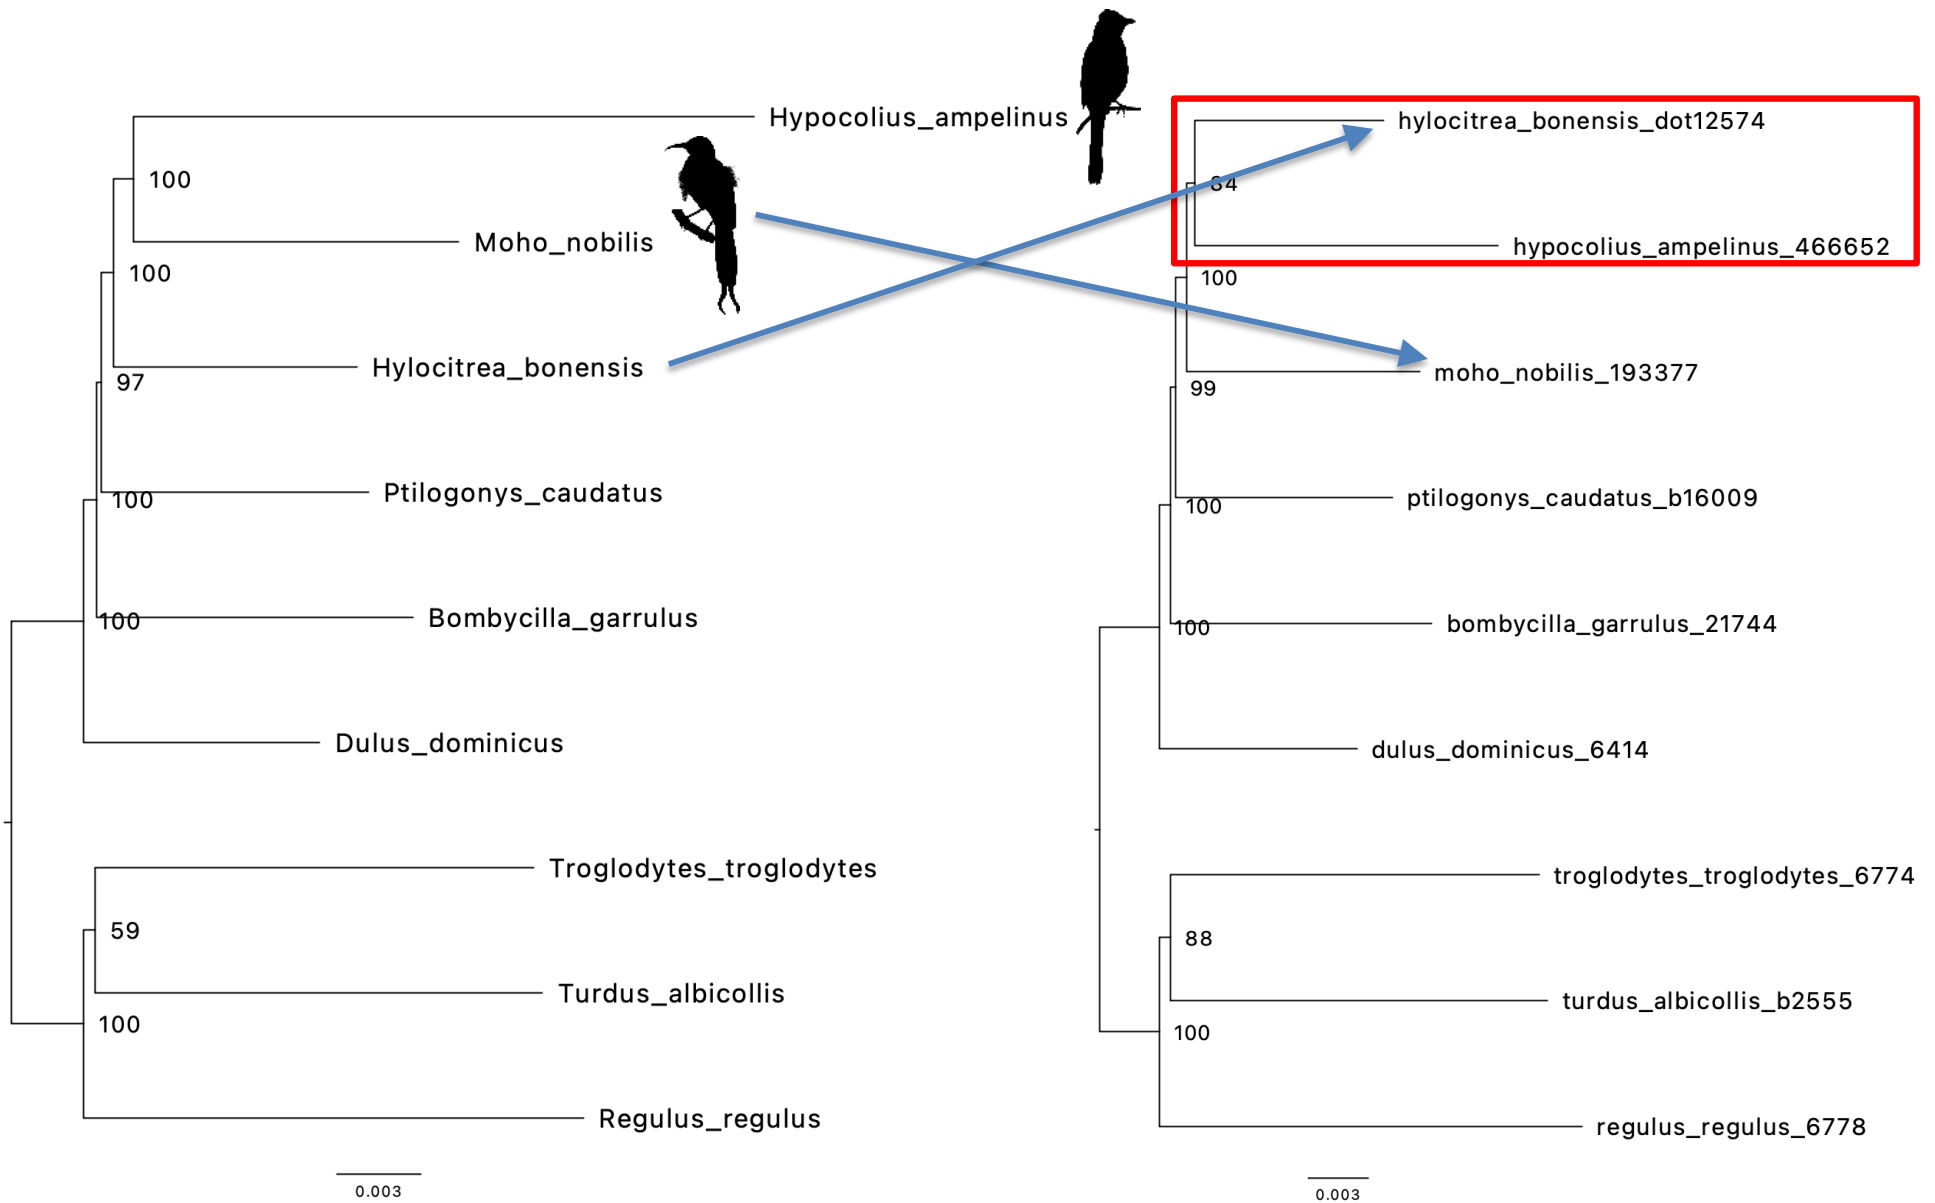 Hypocolius_ampelinus
100
Moho_nobilis
100
Hylocitrea_bonensis
97
Ptilogonys_caudatus
100
Bombycilla_garrulus
100
Dulus_dominicus
Troglodytes_troglodytes
59
Turdus_albicollis
100
Regulus_regulus
0.003
hylocitrea_bonensis_dot12574
84
hypocolius_ampelinus_466652
100
moho_nobilis_193377
99
ptilogonys_caudatus_b16009
100
bombycilla_garrulus_21744
100
dulus_dominicus_6414
troglodytes_troglodytes_6774
88
turdus_albicollis_b2555
100
regulus_regulus_6778
0.003